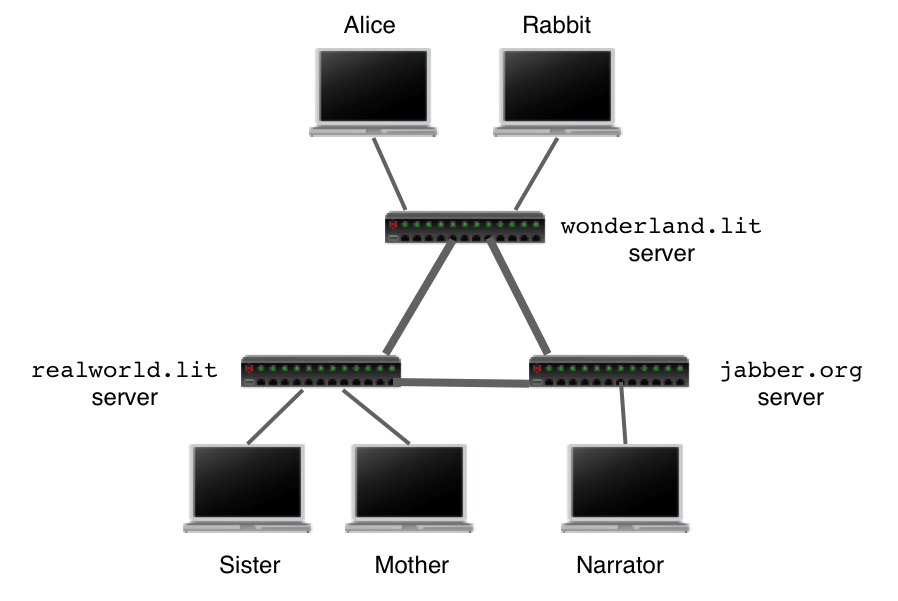 Alice
Rabbit
wonderland.lit
server
realworld.lit
server
jabber.org
server
Sister
Mother
Narrator